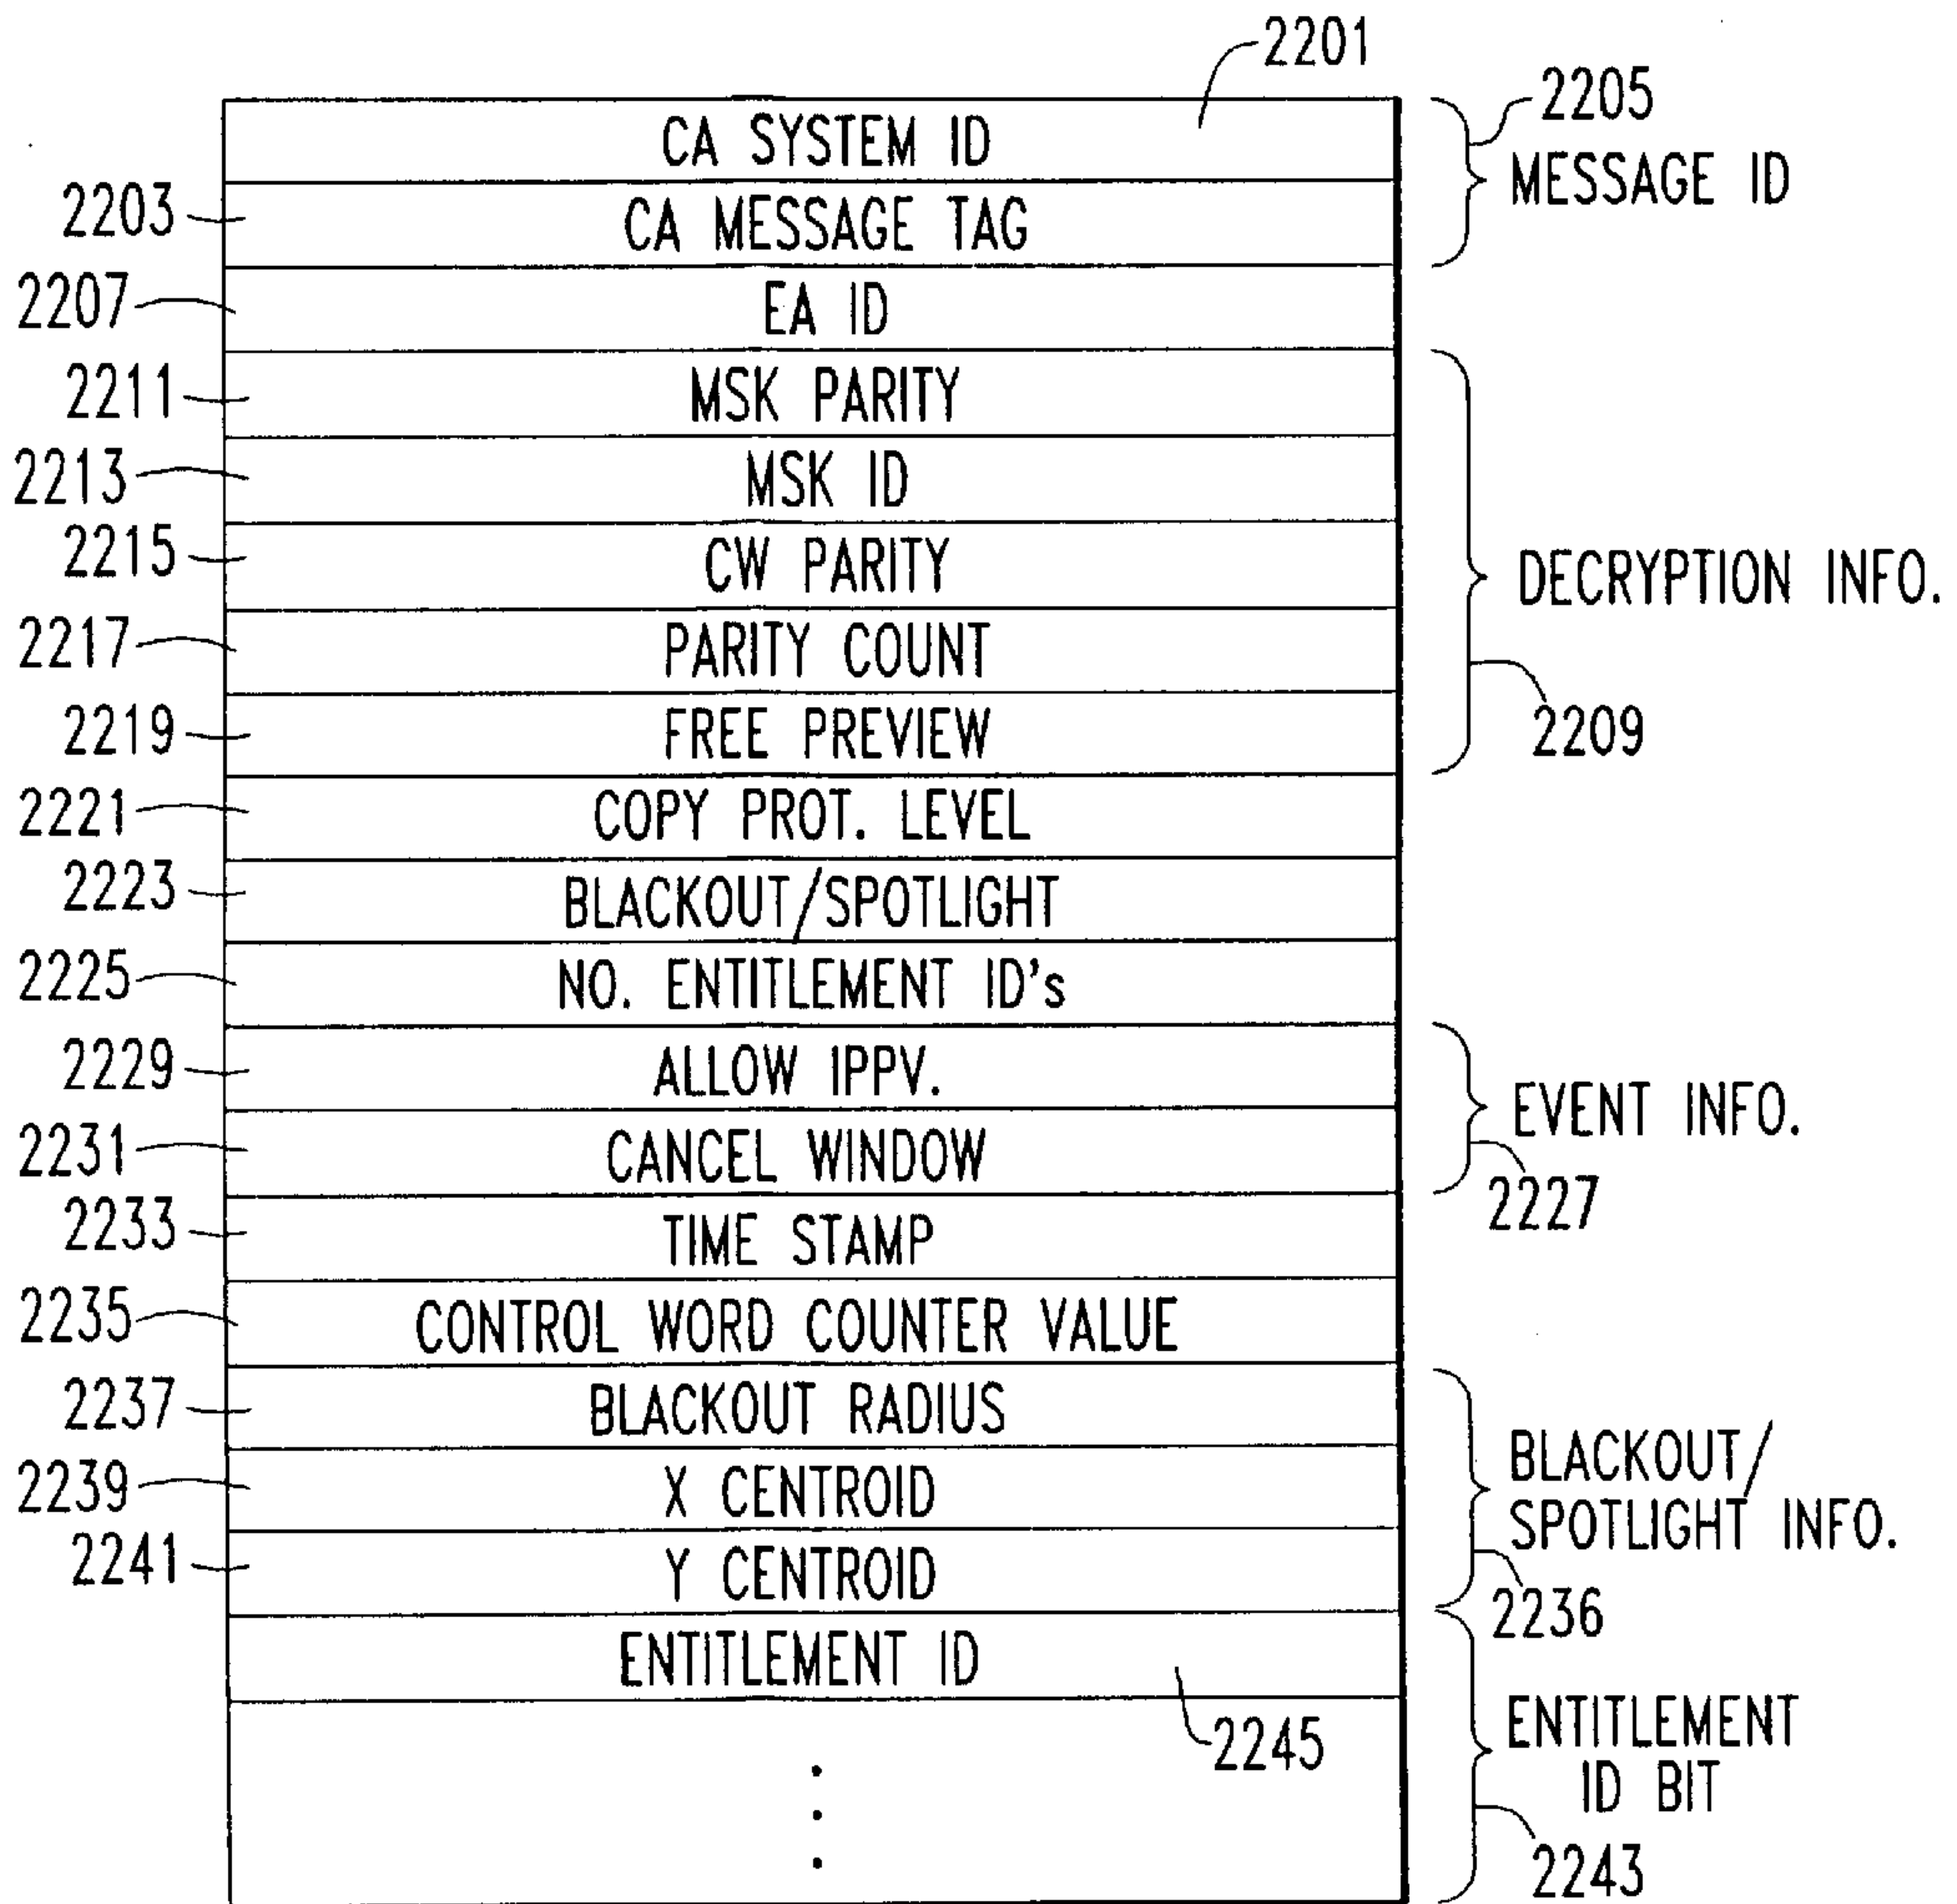 2201
CA SYSTEM ID
2205
MESSAGE ID
2203
CA MESSAGE TAG
2207
EA ID
2211
MSK PARITY
2213
MSK ID
2215
CW PARITY
DECRYPTION INFO.
2217
PARITY COUNT
2219
FREE PREVIEW
2209
2221
COPY PROT. LEVEL
2223
BLACKOUT/SPOTLIGHT
2225
NO. ENTITLEMENT ID's
2229
ALLOW IPPV.
EVENT INFO.
2231
CANCEL WINDOW
2227
2233
TIME STAMP
2235
CONTROL WORD COUNTER VALUE
2237
BLACKOUT RADIUS
BLACKOUT/
SPOTLIGHT INFO.
2239
X CENTROID
2241
Y CENTROID
2236
ENTITLEMENT ID
2245
ENTITLEMENT
ID BIT
2243